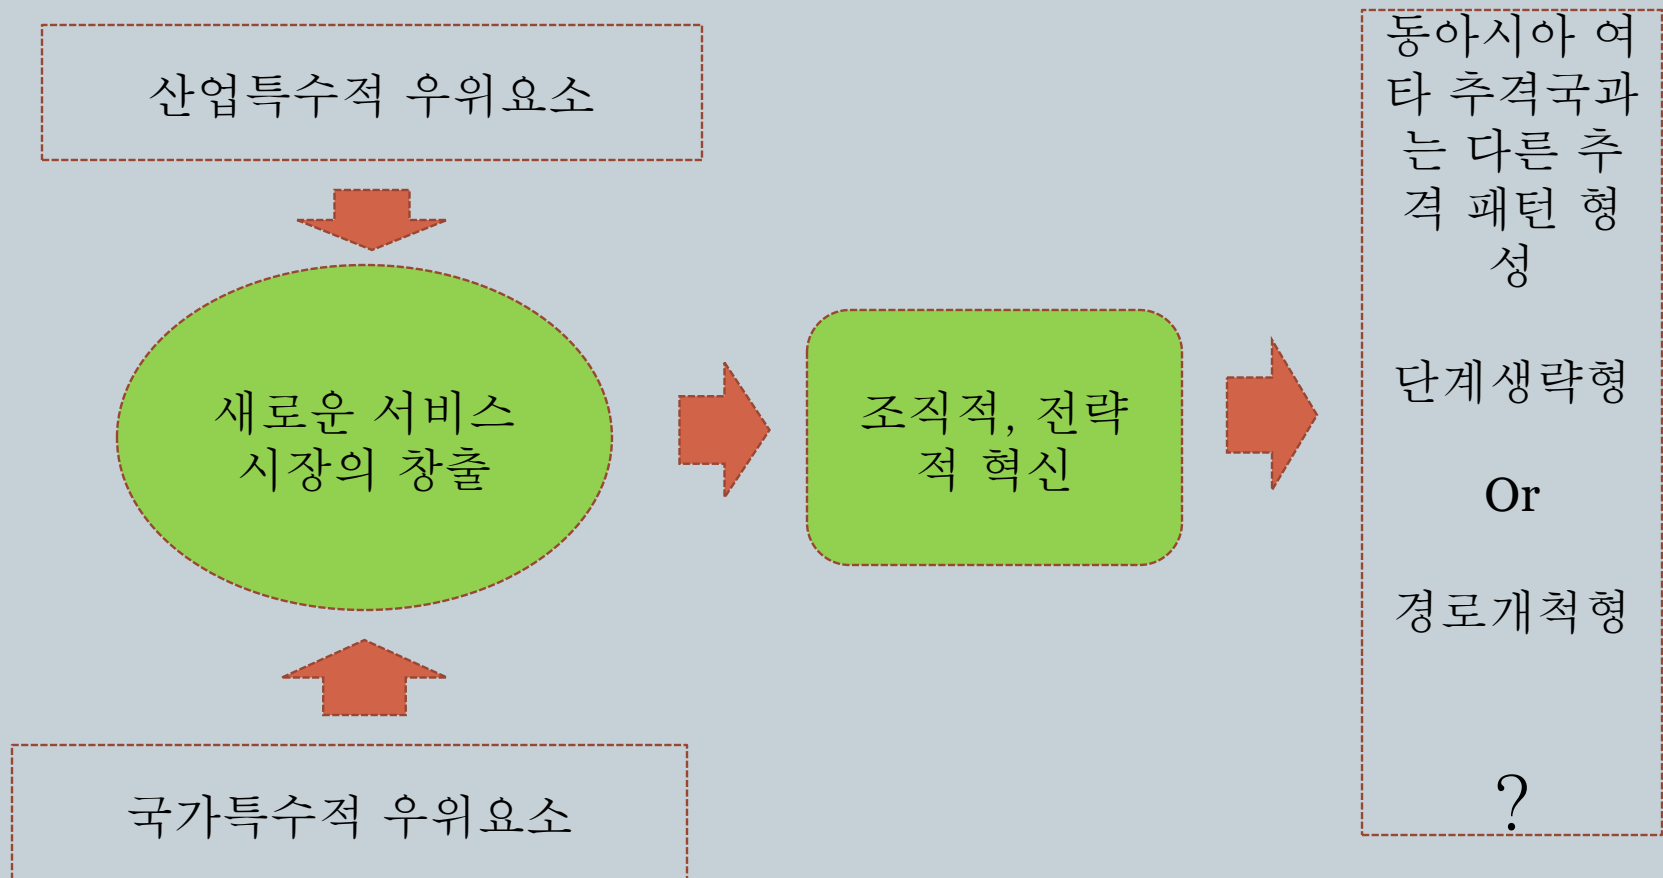 산업특수적 우위요소
새로운 서비스
시장의 창출
국가특수적 우위요소
조직적, 전략
적 혁신
동아시아 여
타 추격국과
는 다른 추
격 패턴 형
성
단계생략형
Or
경로개척형
?